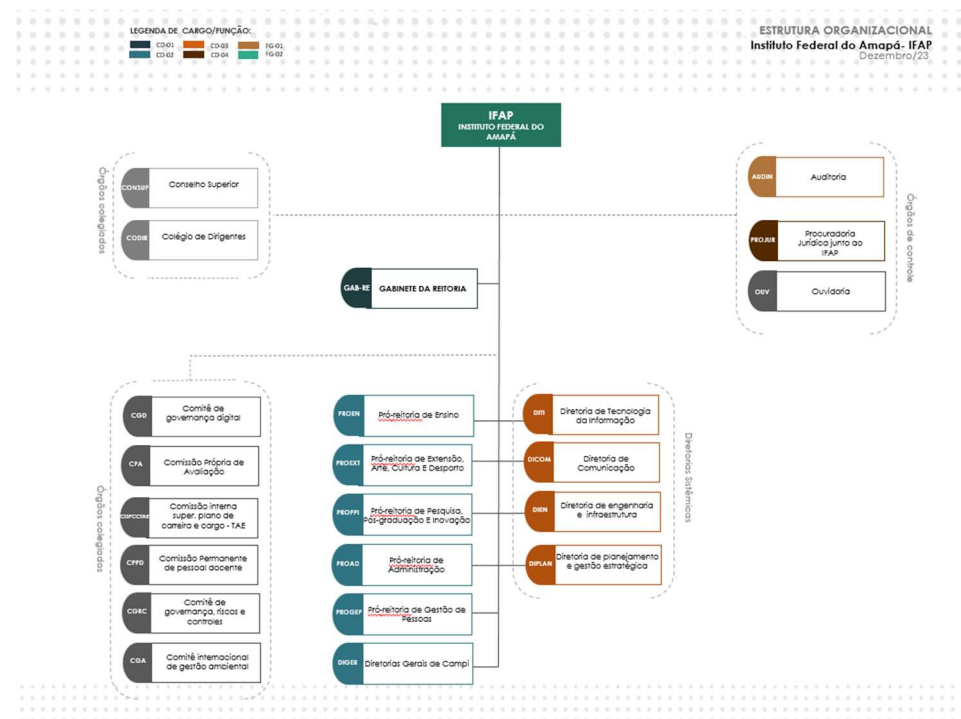 LEGENDA DE CARGO/FUNÇÃO:
CD-01
CD-03
FG-01
CD-02
CD-04
FG-02
ESTRUTURA ORGANIZACIONAL
Instituto Federal do Amapá- IFAP
Dezembro/23
IFAP
INSTITUTO FEDERAL DO
AMAPÁ
Órgãos colegiados
CONSUP
Conselho Superior
CODIR
Colégio de Dirigentes
AUDIN
Auditoria
PROJUR
Procuradoria
Jurídica junto ao
IFAP
OUV
Ouvidoria
Órgãos de controle
GAB-RE
GABINETE DA REITORIA
Órgãos colegiados
CGD
Comitê de
governança digital
CPA
Comissão Própria de
Avaliação
CISPCCTAE
Comissão interna
super. plano de
carreira e cargo - TAE
CPPD
Comissão Permanente
de pessoal docente
CGRC
Comitê de
governança, riscos e
controles
CGA
Comitê internacional
de gestão ambiental
PROEN
Pró-reitoria de Ensino
PROEXT
Pró-reitoria de Extensão,
Arte, Cultura E Desporto
PROPPI
Pró-reitoria de Pesquisa,
Pós-graduação E Inovação
PROAD
Pró-reitoria de
Administração
PROGEP
Pró-reitoria de Gestão de
Pessoas
DIGER
Diretorias Gerais de Campi
DITI
Diretoria de Tecnologia
da Informação
DICOM
Diretoria de
Comunicação
DIEN
Diretoria de engenharia
e infraestrutura
DIPLAN
Diretoria de planejamento
e gestão estratégica
Diretorias Sistêmicas